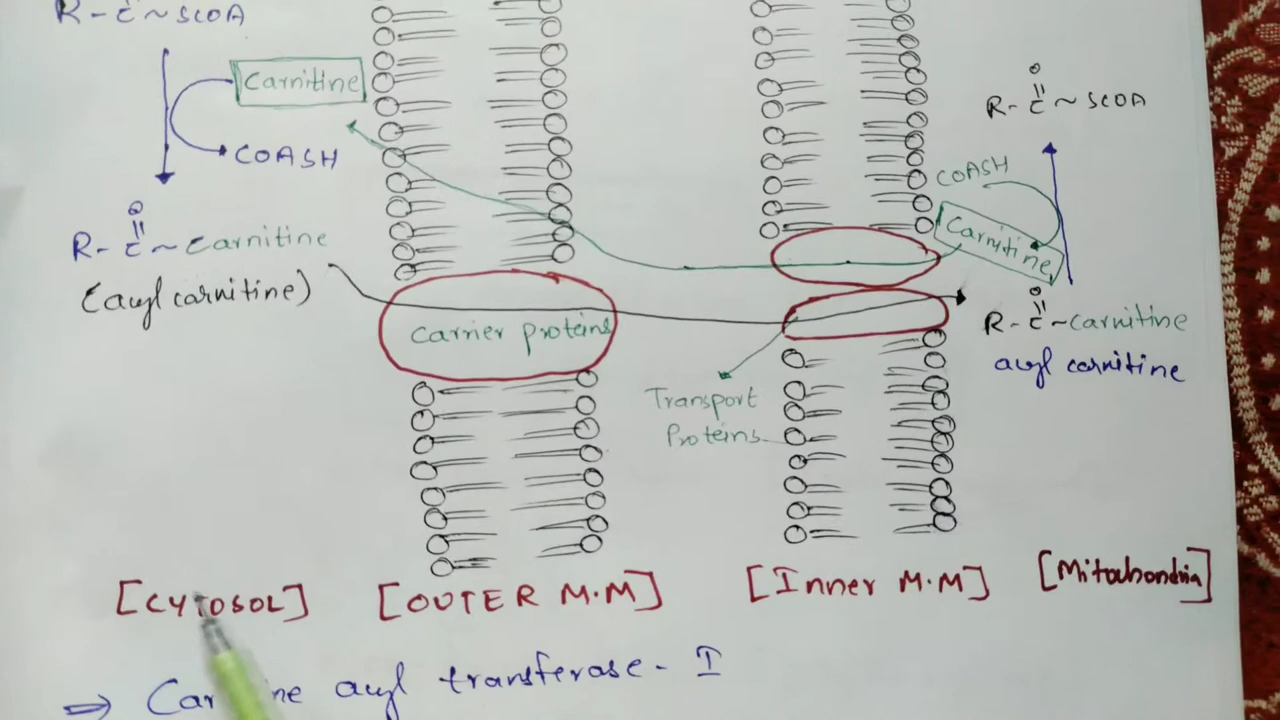 R-C~SCOA
Carnitine
COASH
O
R-C~Carnitine
(acyl carnitine)
Carrier proteins
Transport
Proteins
O
R-C~SCOA
COASH
Carnitine
O
R-C~carnitine
acyl carnitine
[CYTOSOL]
[OUTER M.M]
[Inner M.M]
[Mitochondria]
⇒ Car ne acyl transferase-I